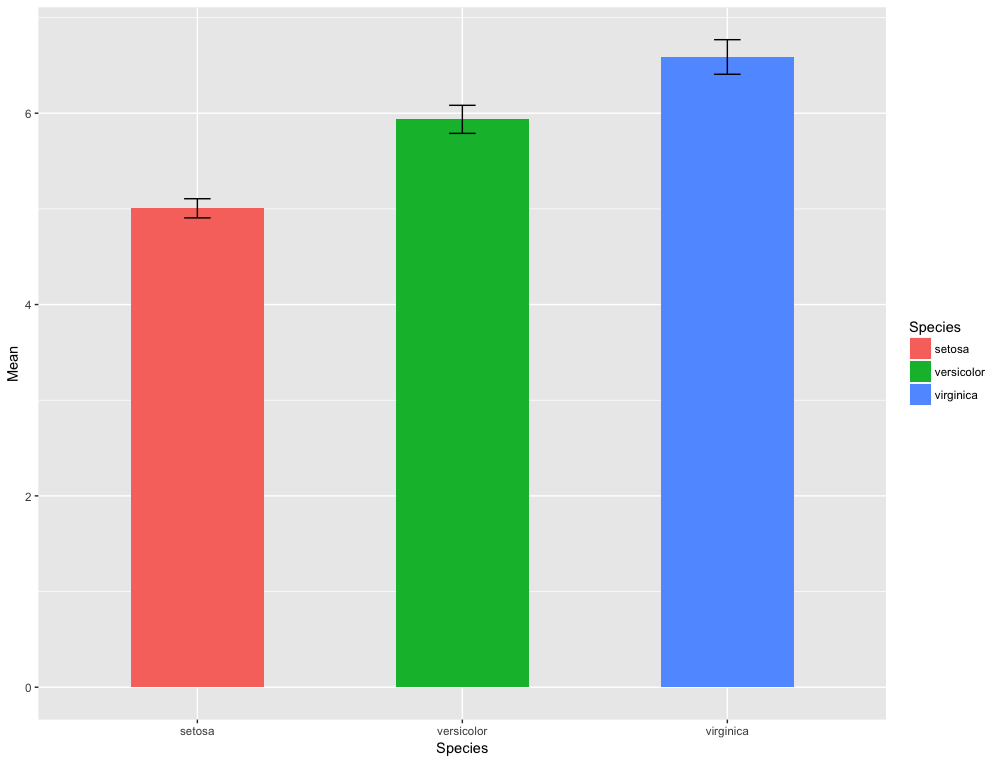 6
4
2
0
Mean
setosa
versicolor
virginica
Species
Species
setosa
versicolor
virginica